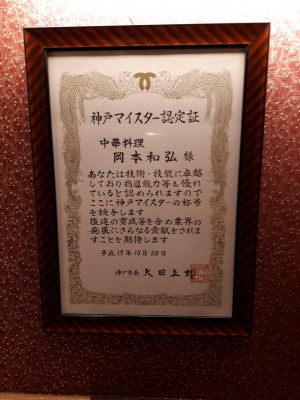 神戸マイスター認定証
中華料理
岡本和弘 様
あなたは技術・技能に卓越
しており指導能力等も優れ
ていると認められますので
ここに神戸マイスターの称号
を授与します
後進の育成等を含め業界の
発展にさらなる貢献をされま
すことを期待します
平成19年10月20日
神戸市長 矢田立郎